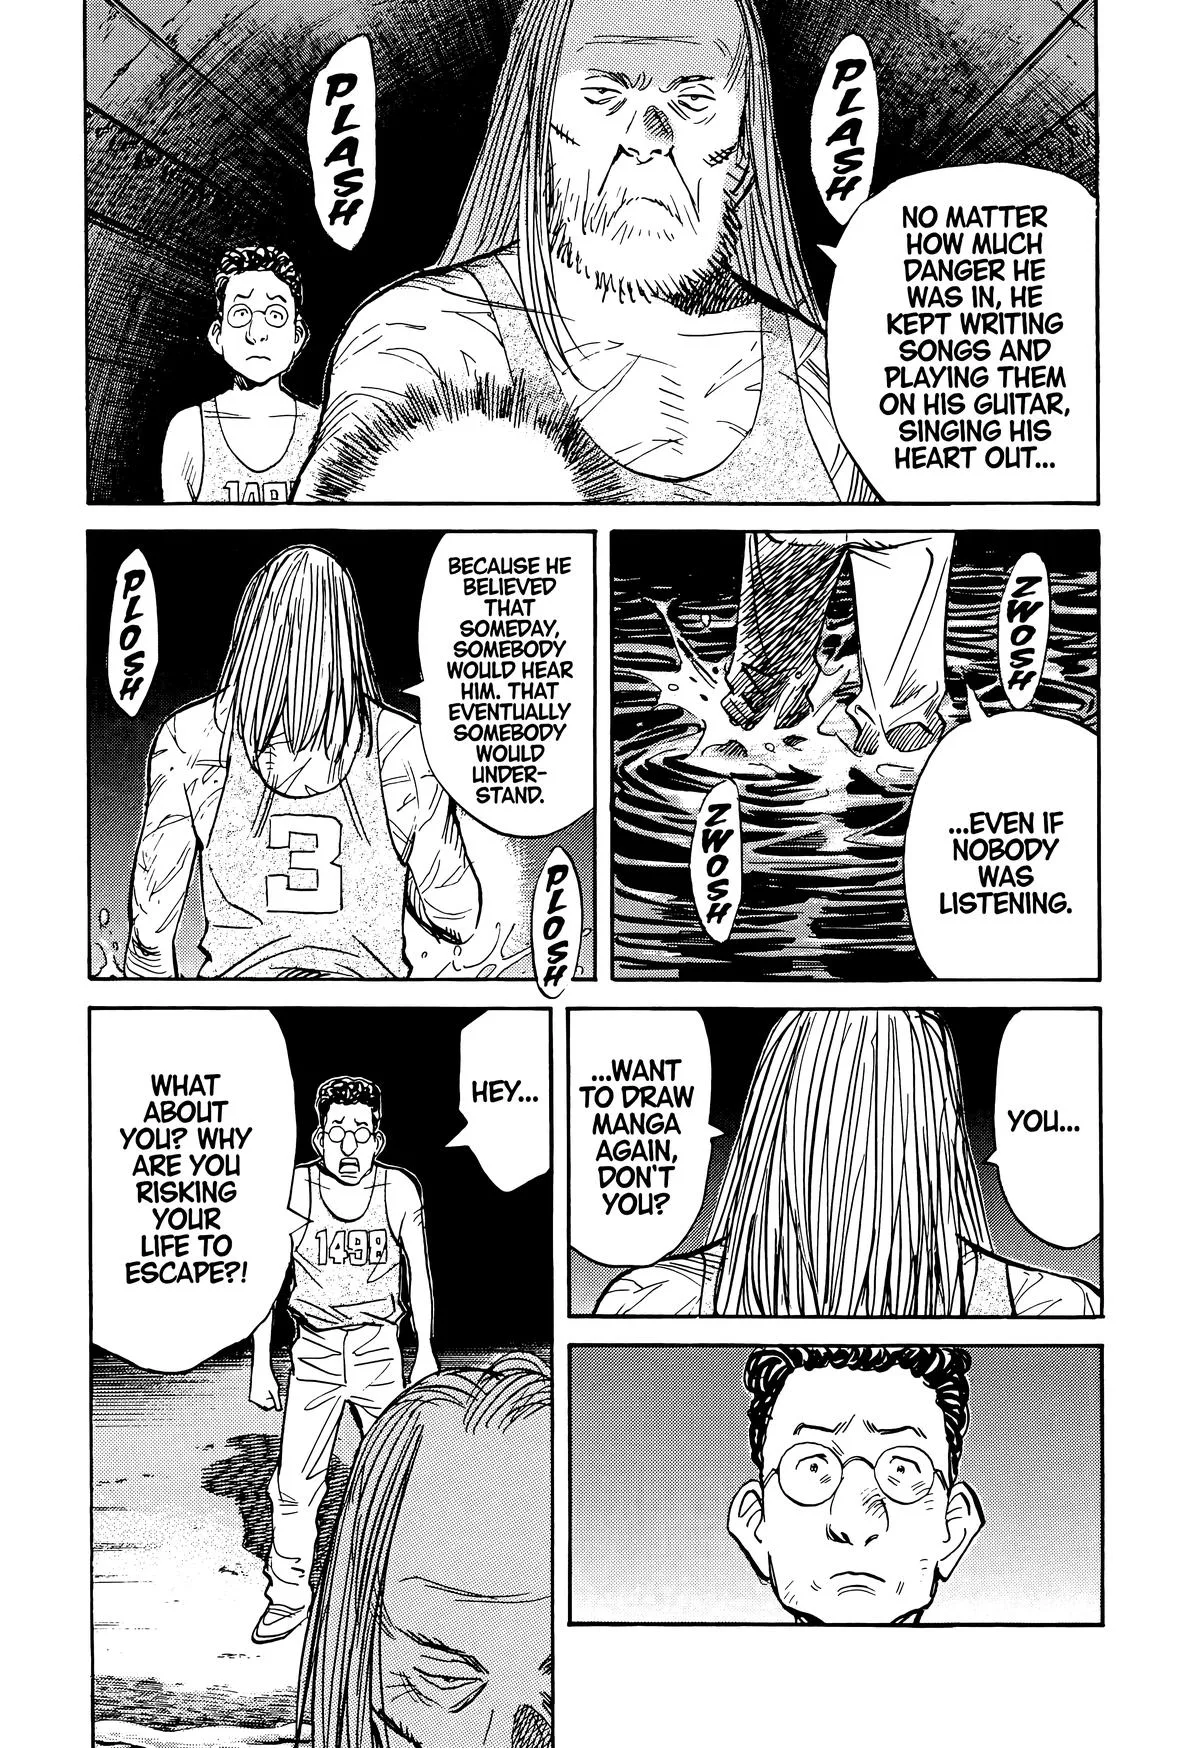 PLASH
PLASH
NO MATTER
HOW MUCH
DANGER HE
WAS IN, HE
KEPT WRITING
SONGS AND
PLAYING THEM
ON HIS GUITAR,
SINGING HIS
HEART OUT...
149
PLOSH
BECAUSE HE
BELIEVED
THAT
SOMEDAY,
SOMEBODY
WOULD HEAR
HIM. THAT
EVENTUALLY
SOMEBODY
WOULD
UNDER-
STAND.
3
PLOSH
ZWOSH
ZWOSH
...EVEN IF
NOBODY
WAS
LISTENING.
HEY...
WHAT
ABOUT
YOU? WHY
ARE YOU
RISKING
YOUR
LIFE TO
ESCAPE?!
1498
YOU...
...WANT
TO DRAW
MANGA
AGAIN,
DON'T
YOU?